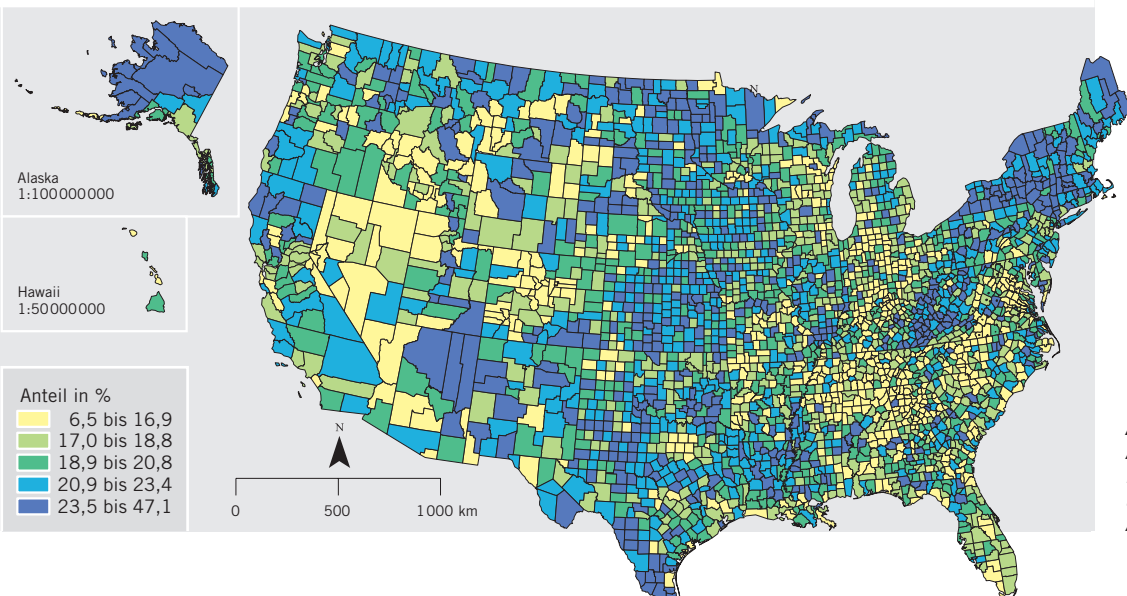 Alaska
1:100000000
Hawaii
1:50000000
Anteil in %
6,5 bis 16,9
17,0 bis 18,8
18,9 bis 20,8
20,9 bis 23,4
23,5 bis 47,1
N
0 500 1000 km
N